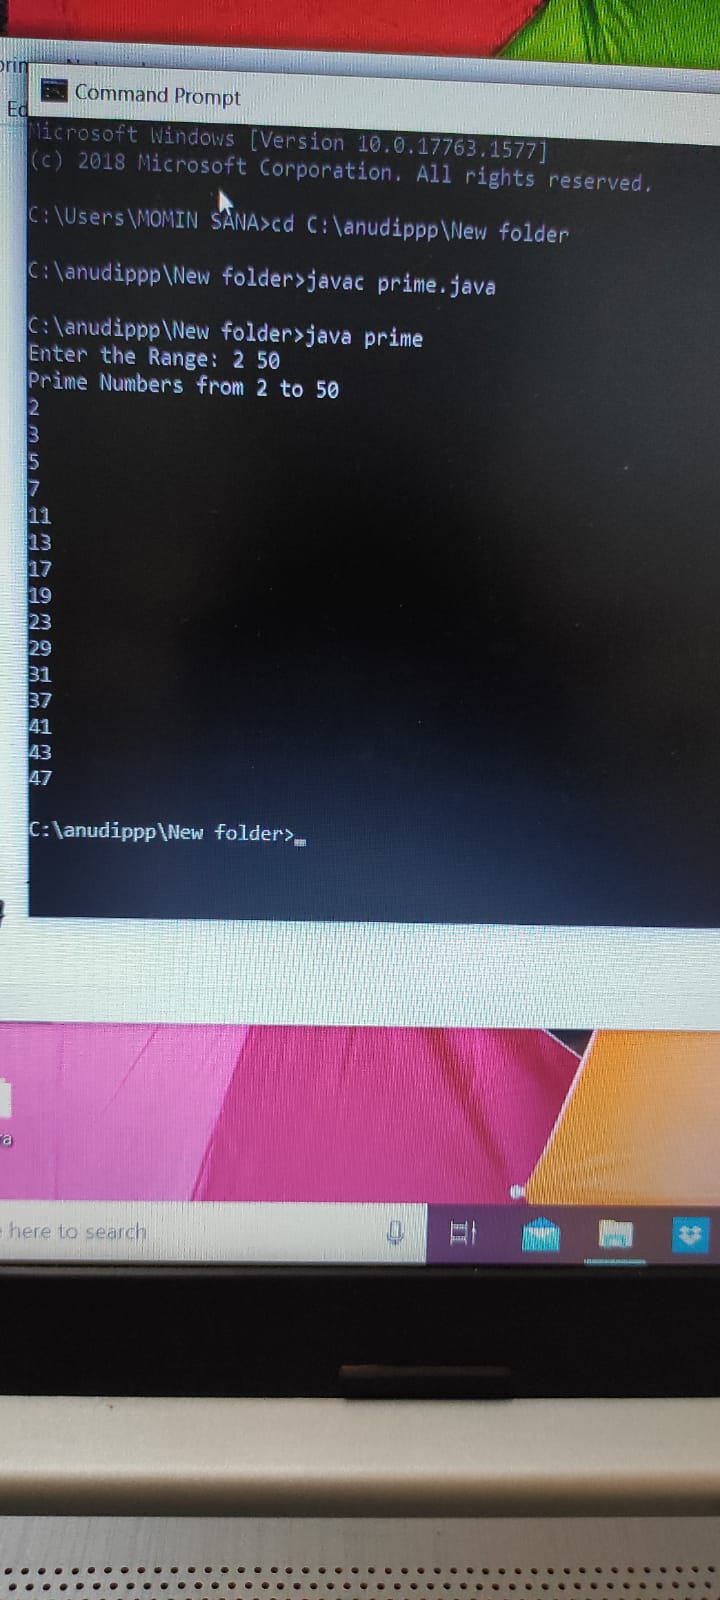 Command Prompt
Microsoft Windows [Version 10.0.17763.1577]
(c) 2018 Microsoft Corporation. All rights reserved.
C:\Users\MOMIN SANA>cd C:\anudippp\New folder
C:\anudippp\New folder>javac prime.java
C:\anudippp\New folder>java prime
Enter the Range: 2 50
Prime Numbers from 2 to 50
2
3
5
7
11
13
17
19
23
29
31
37
41
43
47
C:\anudippp\New folder>
here to search